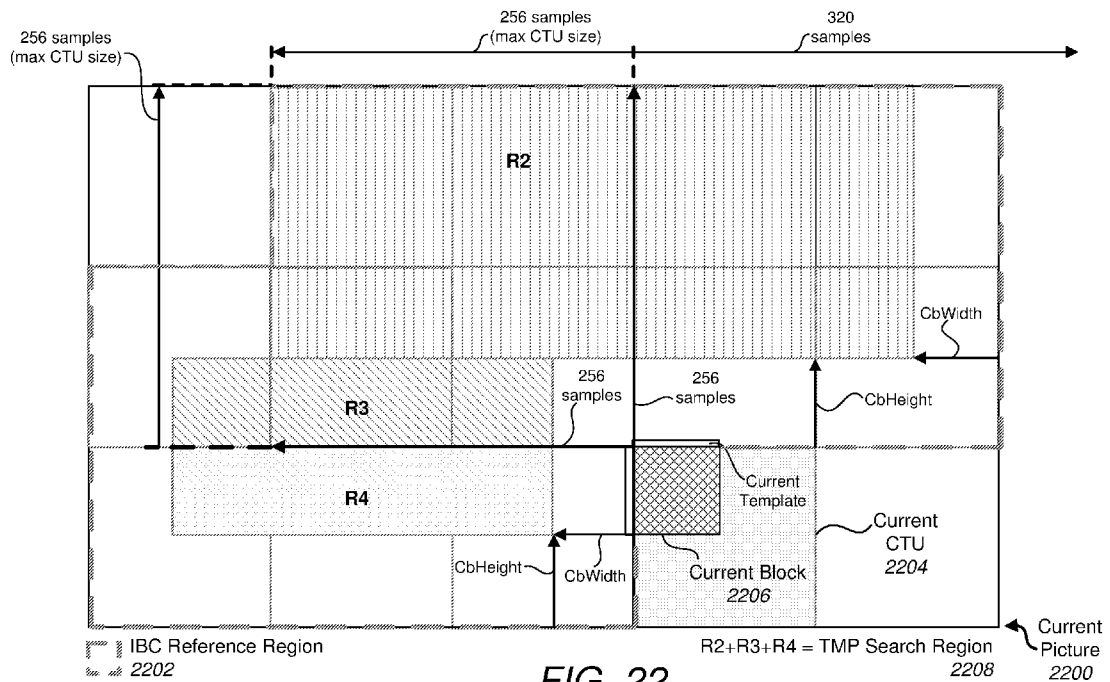 256 samples
(max CTU size)
256 samples
(max CTU size)
320
samples
R2
CbWidth
R3
256
samples
256
samples
CbHeight
R4
Current
Template
CbHeight
CbWidth
Current Block
2206
Current
CTU
2204
IBC Reference Region
2202
R2+R3+R4 = TMP Search Region
2208
Current
Picture
2200
FIG. 22